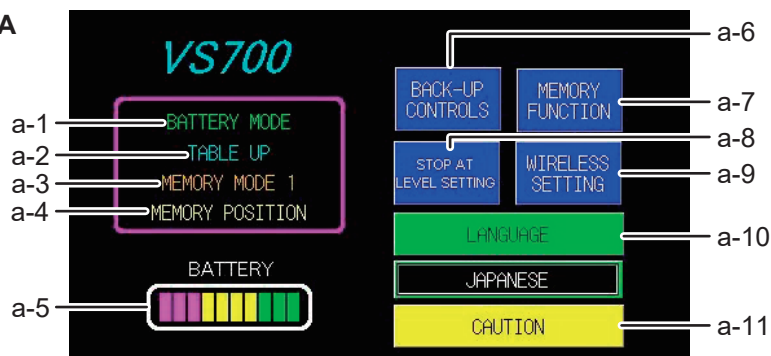 A
VS700
a-1
BATTERY MODE
a-2
TABLE UP
a-3
MEMORY MODE 1
a-4
MEMORY POSITION
BATTERY
a-5
a-6
BACK-UP
CONTROLS
MEMORY
FUNCTION
a-7
a-8
STOP AT
LEVEL SETTING
WIRELESS
SETTING
a-9
LANGUAGE
a-10
JAPANESE
CAUTION
a-11